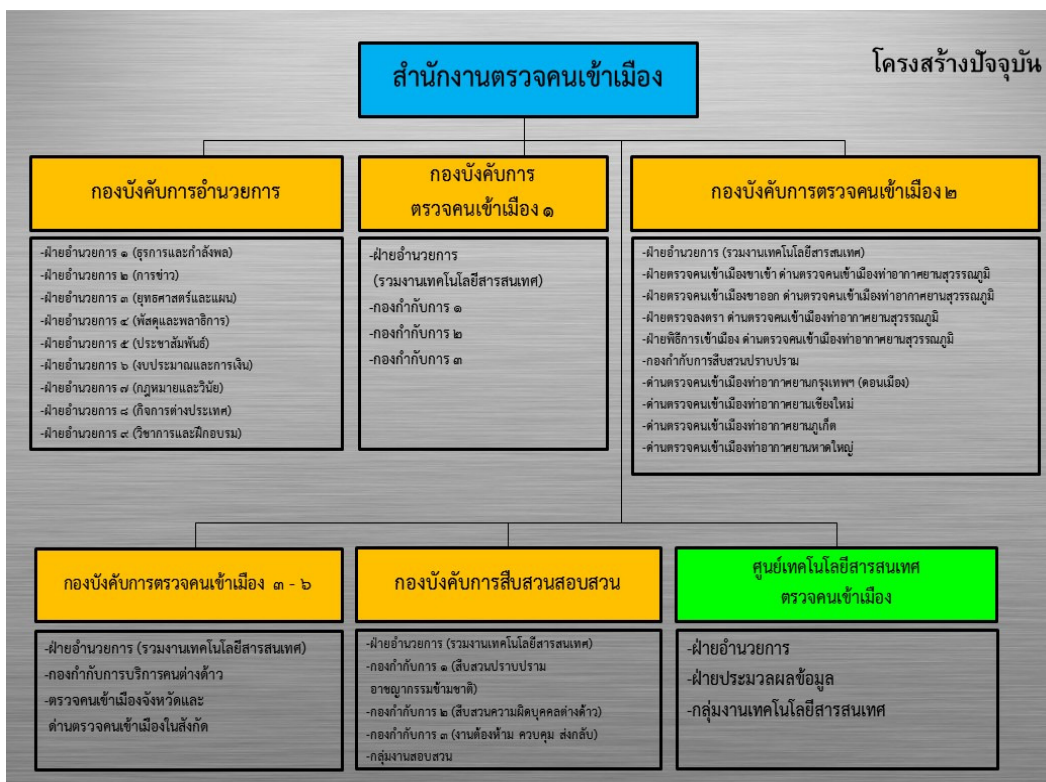 โครงสร้างปัจจุบัน
สำนักงานตรวจคนเข้าเมือง
กองบังคับการอำนวยการ
-ฝ่ายอำนวยการ ๑ (ธุรการและกำลังพล)
-ฝ่ายอำนวยการ ๒ (การข่าว)
-ฝ่ายอำนวยการ ๓ (ยุทธศาสตร์และแผน)
-ฝ่ายอำนวยการ ๔ (พัสดุและพลาธิการ)
-ฝ่ายอำนวยการ ๕ (ประชาสัมพันธ์)
-ฝ่ายอำนวยการ ๖ (งบประมาณและการเงิน)
-ฝ่ายอำนวยการ ๗ (กฎหมายและวินัย)
-ฝ่ายอำนวยการ ๘ (กิจการต่างประเทศ)
-ฝ่ายอำนวยการ ๙ (วิชาการและฝึกอบรม)
กองบังคับการ
ตรวจคนเข้าเมือง ๑
-ฝ่ายอำนวยการ
(รวมงานเทคโนโลยีสารสนเทศ)
-กองกำกับการ ๑
-กองกำกับการ ๒
-กองกำกับการ ๓
กองบังคับการตรวจคนเข้าเมือง ๒
-ฝ่ายอำนวยการ (รวมงานเทคโนโลยีสารสนเทศ)
-ฝ่ายตรวจคนเข้าเมืองขาเข้า ด่านตรวจคนเข้าเมืองท่าอากาศยานสุวรรณภูมิ
-ฝ่ายตรวจคนเข้าเมืองขาออก ด่านตรวจคนเข้าเมืองท่าอากาศยานสุวรรณภูมิ
-ฝ่ายตรวจลงตรา ด่านตรวจคนเข้าเมืองท่าอากาศยานสุวรรณภูมิ
-ฝ่ายพิธีการเข้าเมือง ด่านตรวจคนเข้าเมืองท่าอากาศยานสุวรรณภูมิ
-กองกำกับการสืบสวนปราบปราม
-ด่านตรวจคนเข้าเมืองท่าอากาศยานกรุงเทพฯ (ดอนเมือง)
-ด่านตรวจคนเข้าเมืองท่าอากาศยานเชียงใหม่
-ด่านตรวจคนเข้าเมืองท่าอากาศยานภูเก็ต
-ด่านตรวจคนเข้าเมืองท่าอากาศยานหาดใหญ่
กองบังคับการตรวจคนเข้าเมือง ๓ - ๖
-ฝ่ายอำนวยการ (รวมงานเทคโนโลยีสารสนเทศ)
-กองกำกับการบริการคนต่างด้าว
-ตรวจคนเข้าเมืองจังหวัดและ
ด่านตรวจคนเข้าเมืองในสังกัด
กองบังคับการสืบสวนสอบสวน
-ฝ่ายอำนวยการ (รวมงานเทคโนโลยีสารสนเทศ)
-กองกำกับการ ๑ (สืบสวนปราบปราม
อาชญากรรมข้ามชาติ)
-กองกำกับการ ๒ (สืบสวนความผิดบุคคลต่างด้าว)
-กองกำกับการ ๓ (งานต้องห้าม ควบคุม ส่งกลับ)
-กลุ่มงานสอบสวน
ศูนย์เทคโนโลยีสารสนเทศ
ตรวจคนเข้าเมือง
-ฝ่ายอำนวยการ
-ฝ่ายประมวลผลข้อมูล
-กลุ่มงานเทคโนโลยีสารสนเทศ